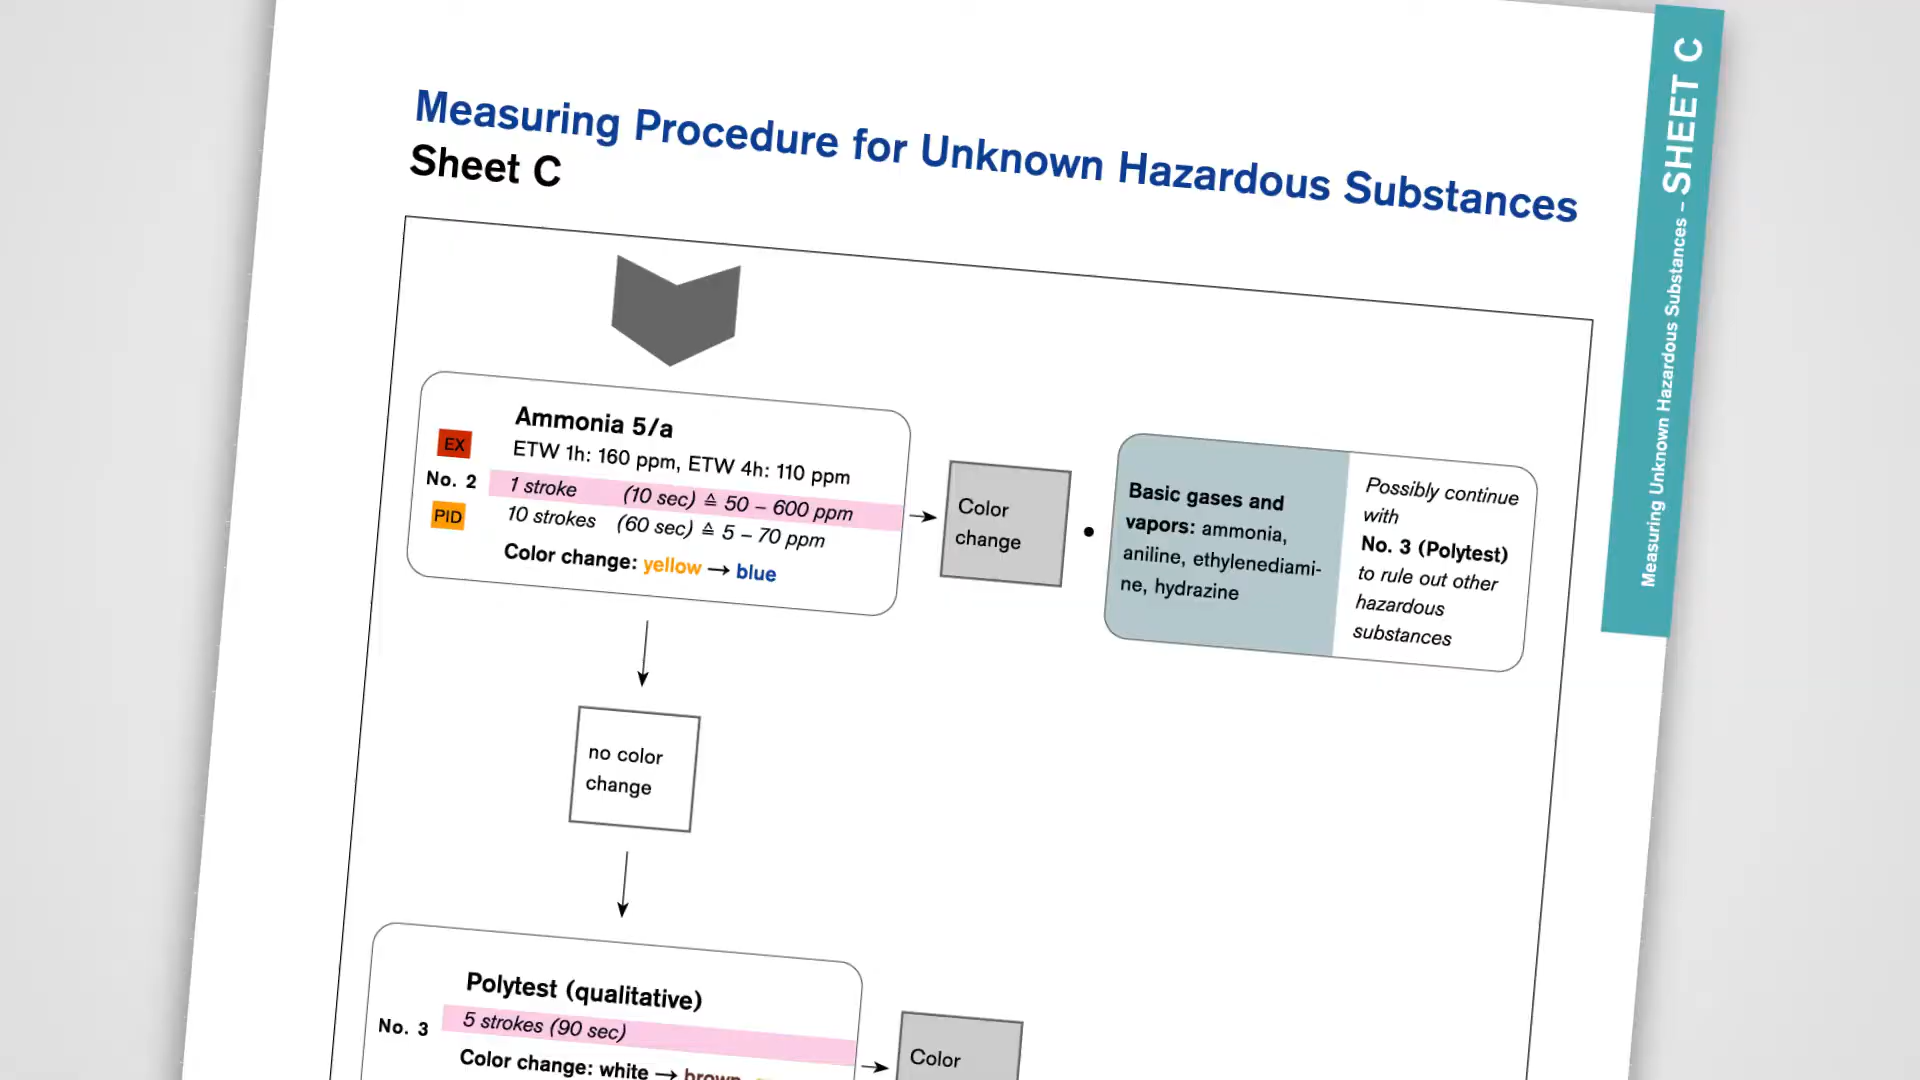 Measuring Procedure for Unknown Hazardous Substances
Sheet C
Measuring Unknown Hazardous Substances – SHEET C
Ammonia 5/a
EX
ETW 1h: 160 ppm, ETW 4h: 110 ppm
No. 2
1 stroke (10 sec) ≙ 50 – 600 ppm
PID
10 strokes (60 sec) ≙ 5 – 70 ppm
Color change: yellow → blue
Color
change
Basic gases and
vapors: ammonia,
aniline, ethylenediami-
ne, hydrazine
Possibly continue
with
No. 3 (Polytest)
to rule out other
hazardous
substances
no color
change
Polytest (qualitative)
No. 3
5 strokes (90 sec)
Color change: white → brown
Color